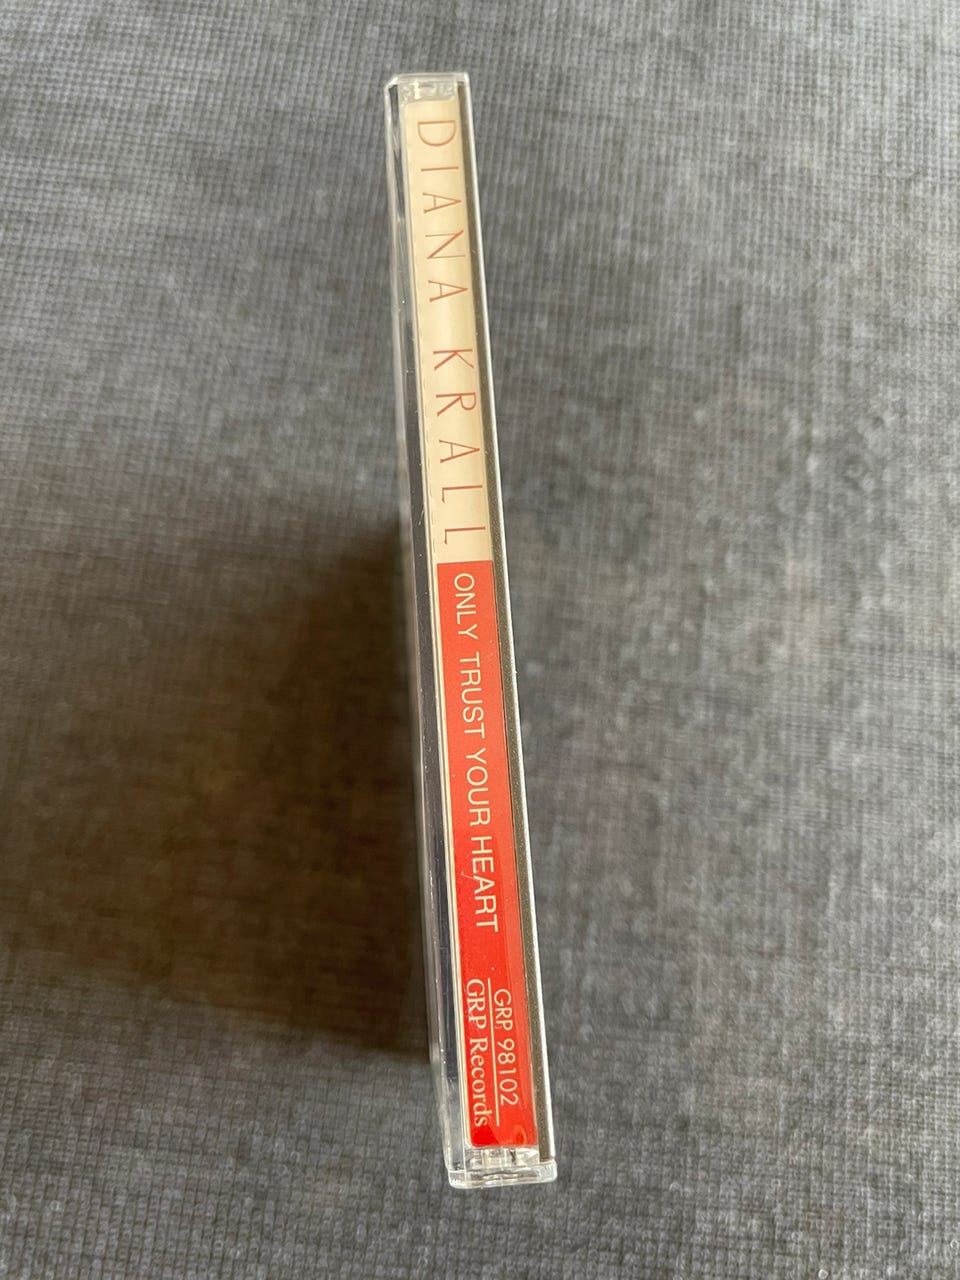 DIANA KRALL
ONLY TRUST YOUR HEART
GRP 98102
GRP Records